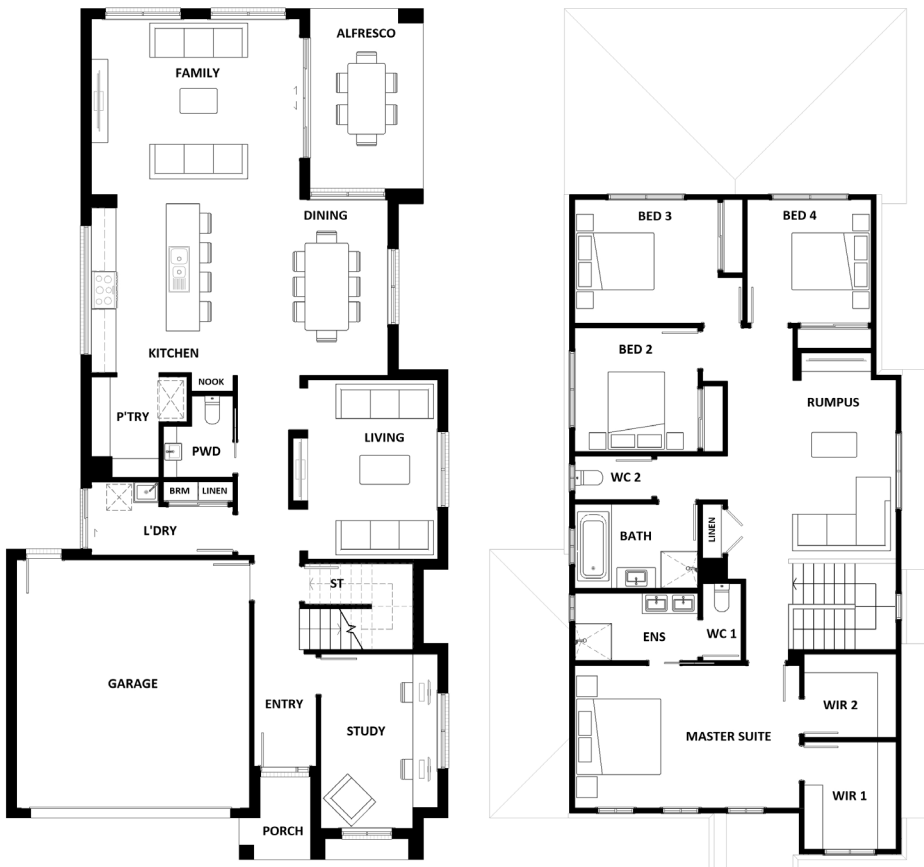 ALFRESCO
FAMILY
DINING
KITCHEN
NOOK
P'TRY
PWD
LIVING
BRM
LINEN
L'DRY
ST
GARAGE
ENTRY
STUDY
PORCH
BED 3
BED 4
BED 2
RUMPUS
WC 2
BATH
LINEN
ENS
WC 1
WIR 2
MASTER SUITE
WIR 1